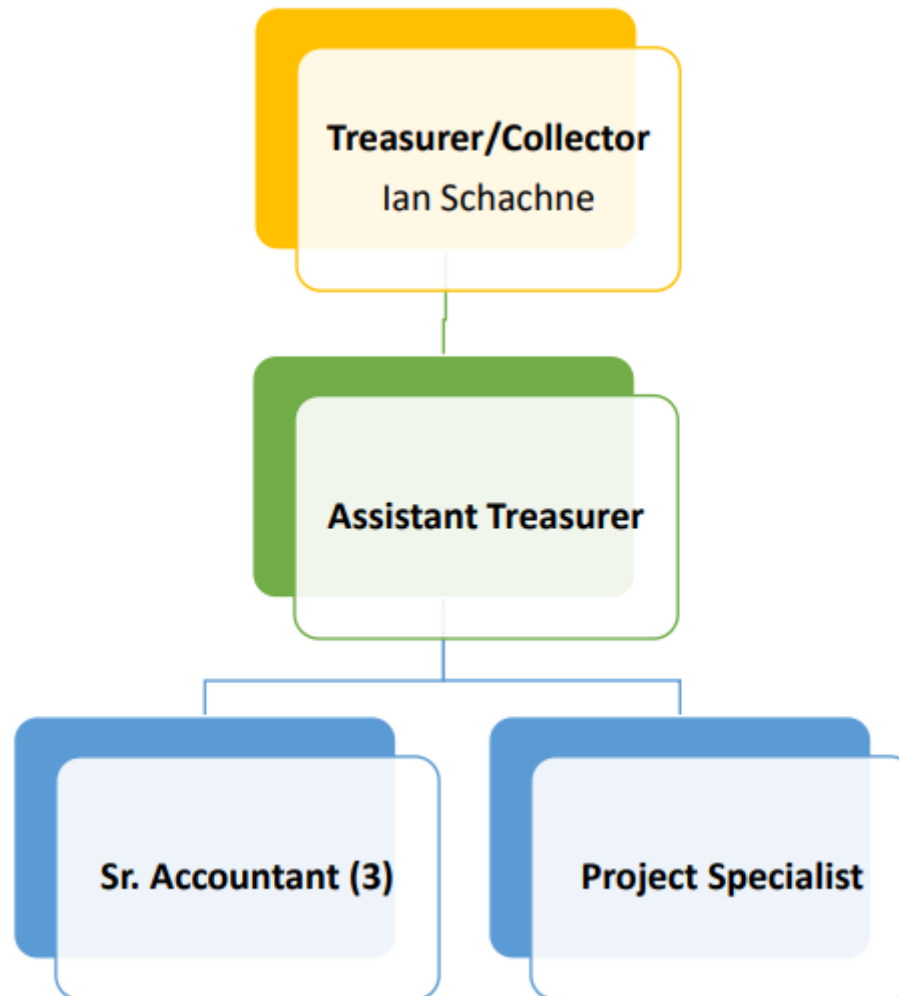 Treasurer/Collector
Ian Schachne
Assistant Treasurer
Sr. Accountant (3)
Project Specialist